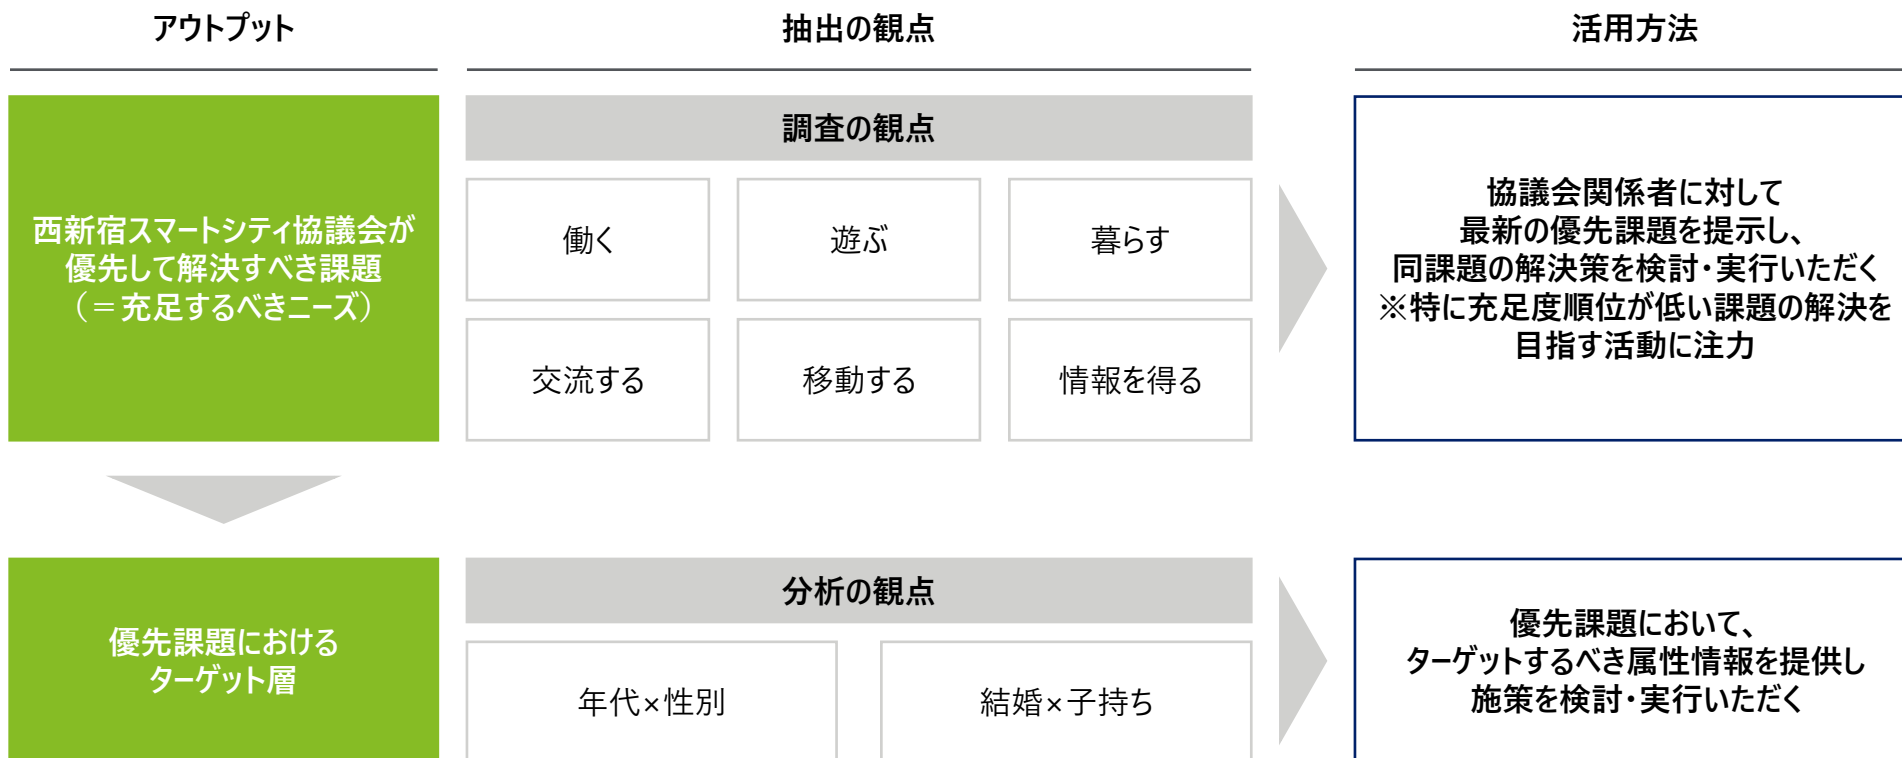 アウトプット
抽出の観点
活用方法
西新宿スマートシティ協議会が
優先して解決すべき課題
（＝充足するべきニーズ）
調査の観点
働く
遊ぶ
暮らす
交流する
移動する
情報を得る
協議会関係者に対して
最新の優先課題を提示し、
同課題の解決策を検討・実行いただく
※特に充足度順位が低い課題の解決を
目指す活動に注力
優先課題における
ターゲット層
分析の観点
年代×性別
結婚×子持ち
優先課題において、
ターゲットするべき属性情報を提供し
施策を検討・実行いただく